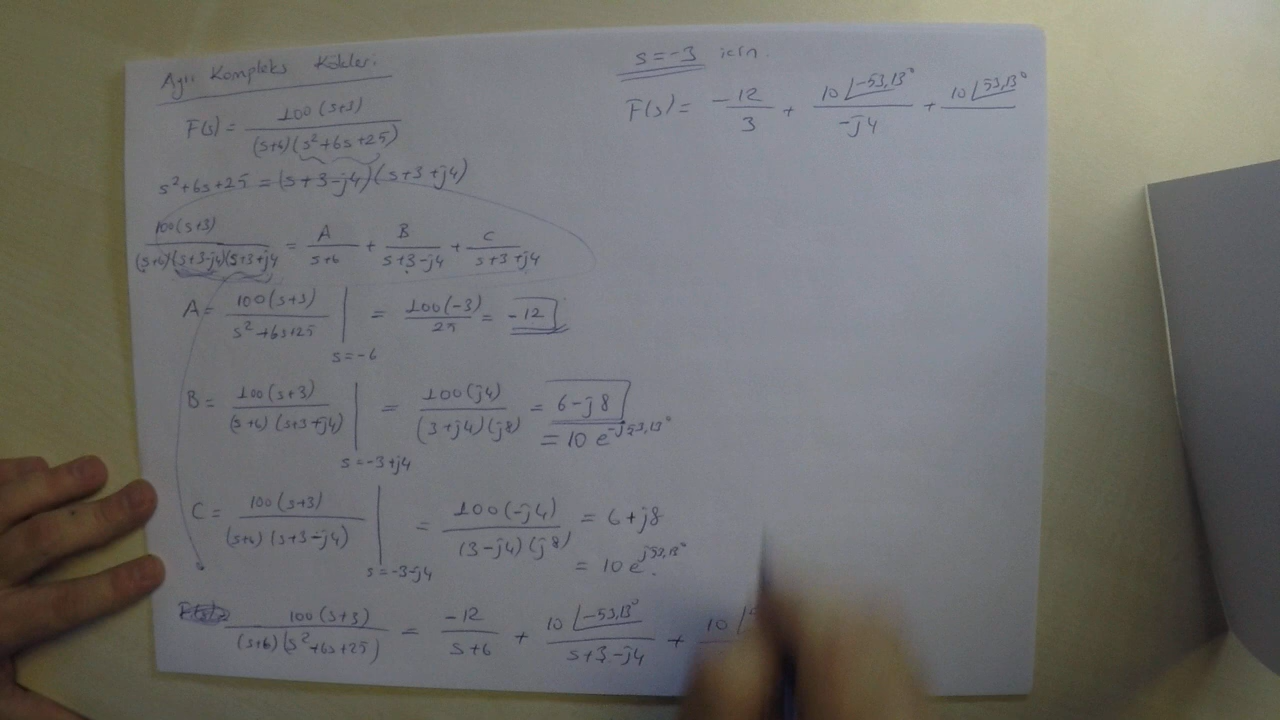 Ayrı Kompleks Kökler:
F(s) = 100(s+3) / (s+6)(s²+6s+25)
s²+6s+25 = (s+3-j4)(s+3+j4)
100(s+3) / (s+6)(s+3-j4)(s+3+j4 = A / s+6 + B / s+3-j4 + C / s+3+j4
A = 100(s+3) / s²+6s+25 | s=-6 = 100(-3) / 25 = -12
B = 100(s+3) / (s+6)(s+3+j4) | s=-3+j4 = 100(j4) / (3+j4)(j8) = 6-j8
= 10 e^-j53,13°
C = 100(s+3) / (s+6)(s+3-j4) | s=-3-j4 = 100(-j4) / (3-j4)(j8) = 6+j8
= 10 e^j53,13°
100(s+3) / (s+6)(s²+6s+25) = -12 / s+6 + 10∠-53,13° / s+3-j4 + 10∠
s=-3 için.
F(s) = -12 / 3 + 10∠-53,13° / -j4 + 10∠53,13°